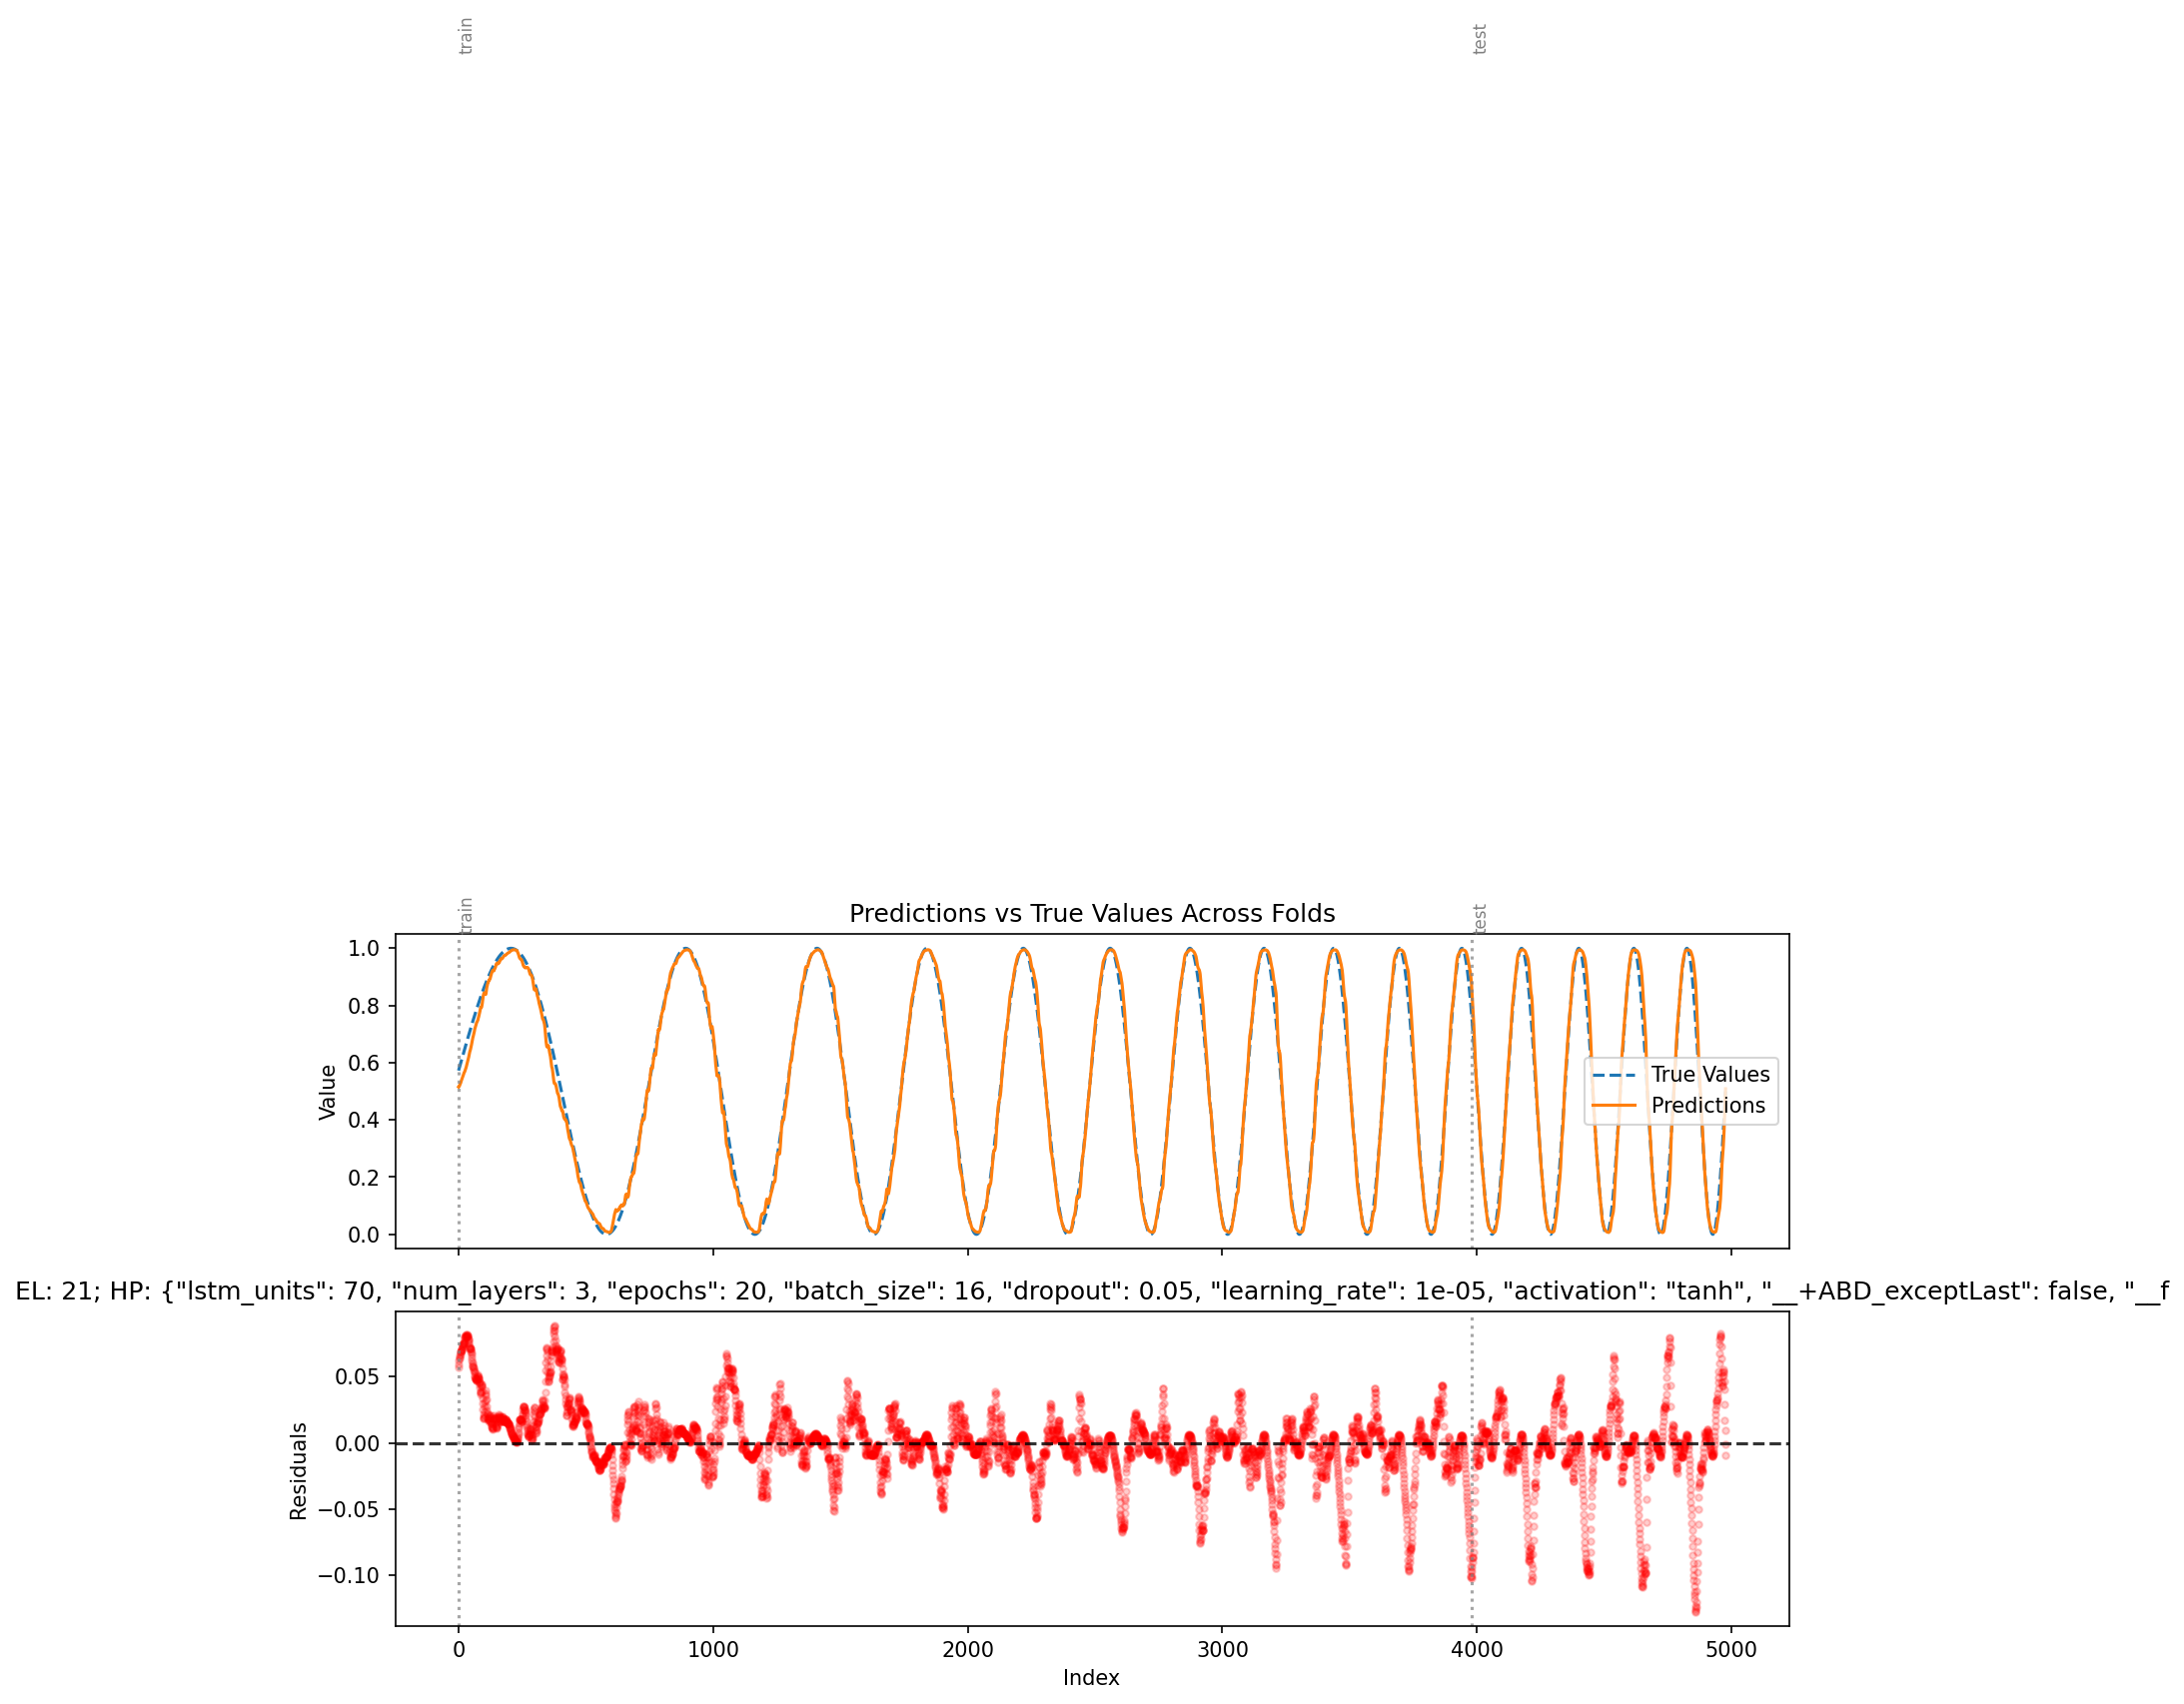 train
test
train
test
Predictions vs True Values Across Folds
1.0
0.8
0.6
0.4
0.2
0.0
Value
True Values
Predictions
EL: 21; HP: {"lstm_units": 70, "num_layers": 3, "epochs": 20, "batch_size": 16, "dropout": 0.05, "learning_rate": 1e-05, "activation": "tanh", "__+ABD_exceptLast": false, "__f
0.05
0.00
−0.05
−0.10
Residuals
0
1000
2000
3000
4000
5000
Index